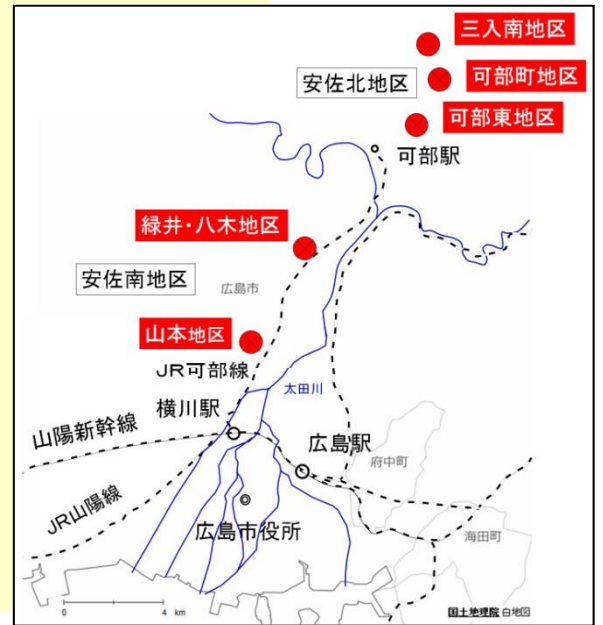 三入南地区
可部町地区
安佐北地区
可部東地区
可部駅
緑井・八木地区
安佐南地区
広島市
山本地区
JR可部線
太田川
横川駅
山陽新幹線
広島駅
府中町
JR山陽線
広島市役所
海田町
0 4 km
国土地理院 白地図